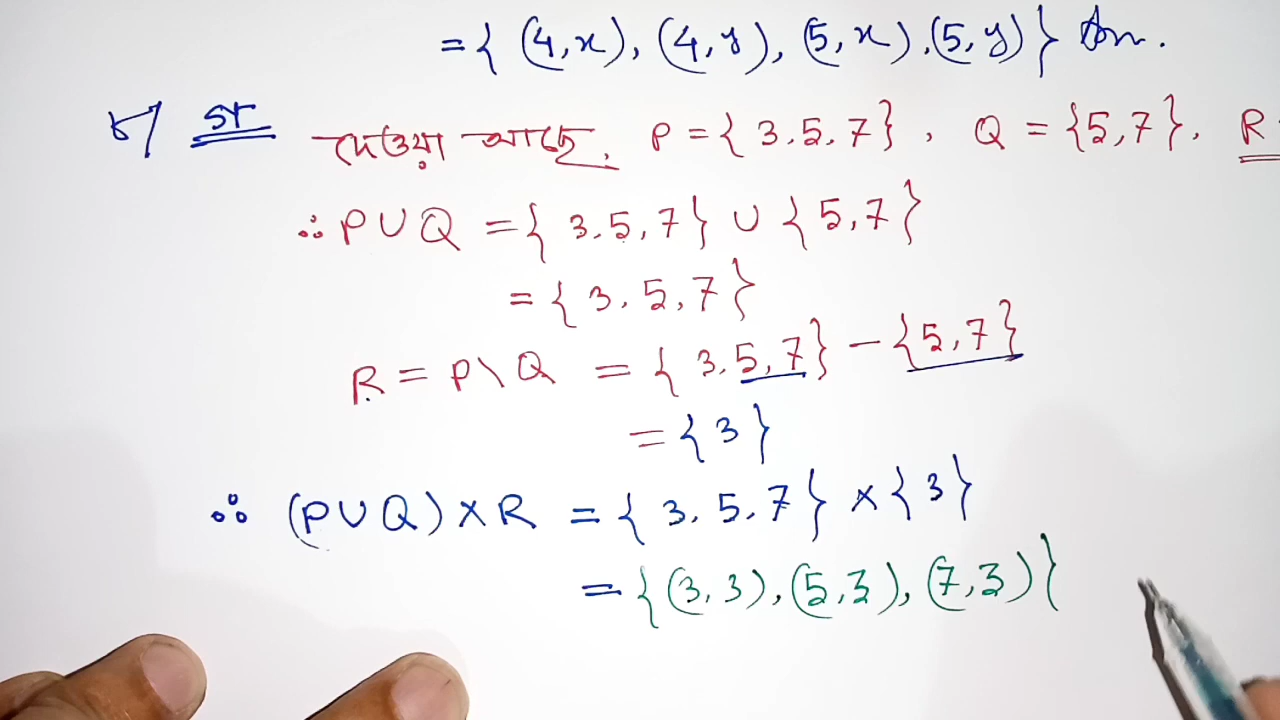 = { (4,x), (4,y), (5,x), (5,y)} Ans.
৮/ দেওয়া আছে, P = { 3, 5, 7} , Q = {5,7}, R
∴ P∪Q = { 3, 5, 7} ∪ {5,7}
= { 3, 5, 7}
R = P\Q = { 3, 5, 7} – {5,7}
= {3}
∴ (P∪Q) × R = { 3, 5, 7} × {3}
= {(3, 3), (5,3), (7,3)}